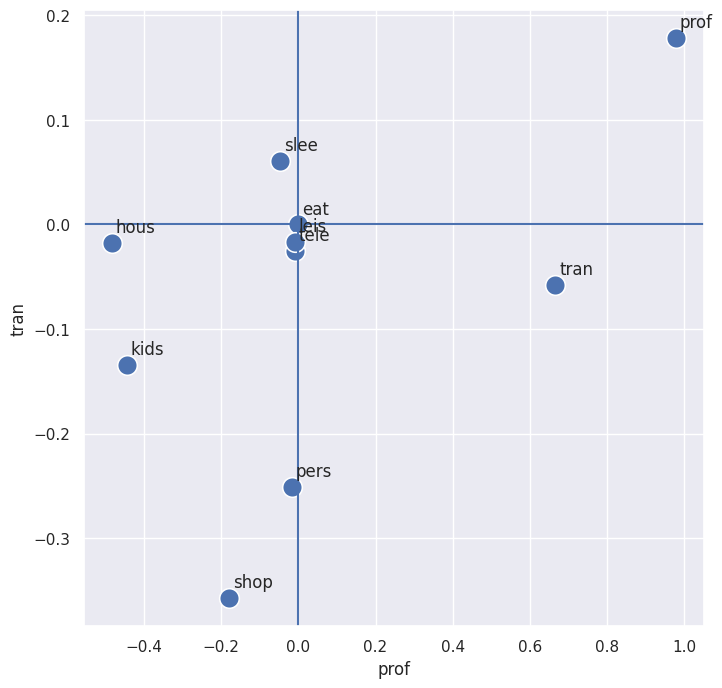 0.2
prof
0.1
slee
eat
0.0
leis
hous
tele
tran
−0.1
kids
−0.2
pers
−0.3
shop
−0.4
−0.2
0.0
0.2
0.4
0.6
0.8
1.0
prof
tran